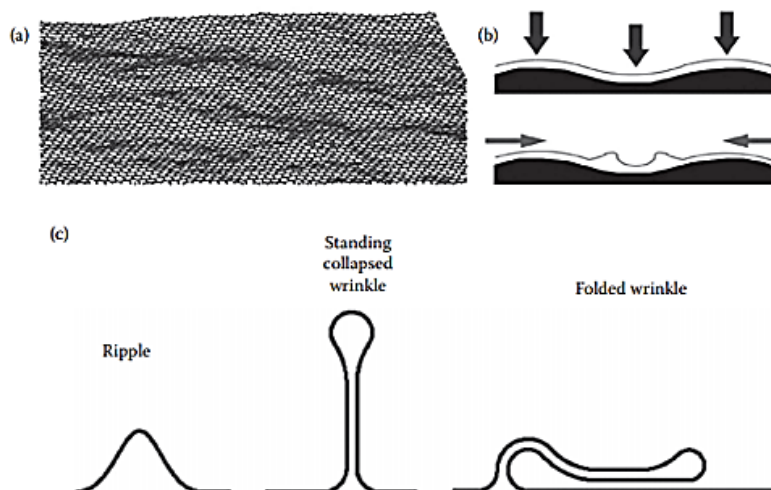 (a)
(b)
(c)
Standing
collapsed
wrinkle
Folded wrinkle
Ripple